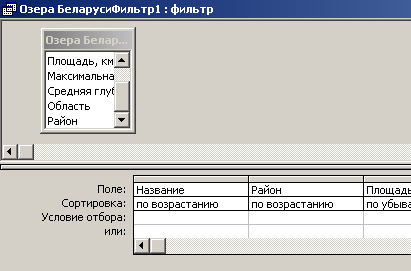 Озера БеларусиФильтр1 : фильтр
Озера Белар...
Площадь, км
Максимальна
Средняя глуб
Область
Район
Поле: Название Район Площадь
Сортировка: по возрастанию по возрастанию по убыва
Условие отбора:
или: